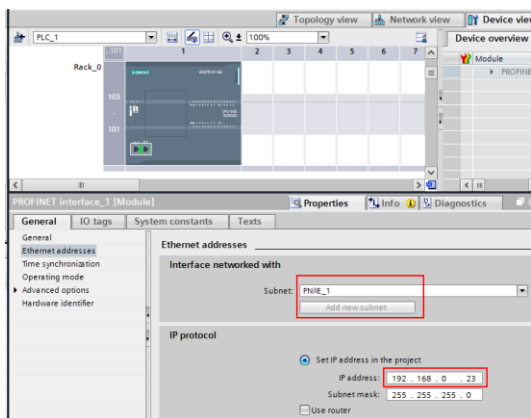 Topology view Network view Device view
PLC_1 100% Device overview
101 1 2 3 4 5 6 7 Module
Rack_0 SIEMENS PROFINE
103
101
PROFINET interface_1 [Module] Properties Info Diagnostics
General IO tags System constants Texts
General
Ethernet addresses
Time synchronization
Operating mode
Advanced options
Hardware identifier
Ethernet addresses
Interface networked with
Subnet: PN/IE_1
Add new subnet
IP protocol
Set IP address in the project
IP address: 192 . 168 . 0 . 23
Subnet mask: 255 . 255 . 255 . 0
Use router